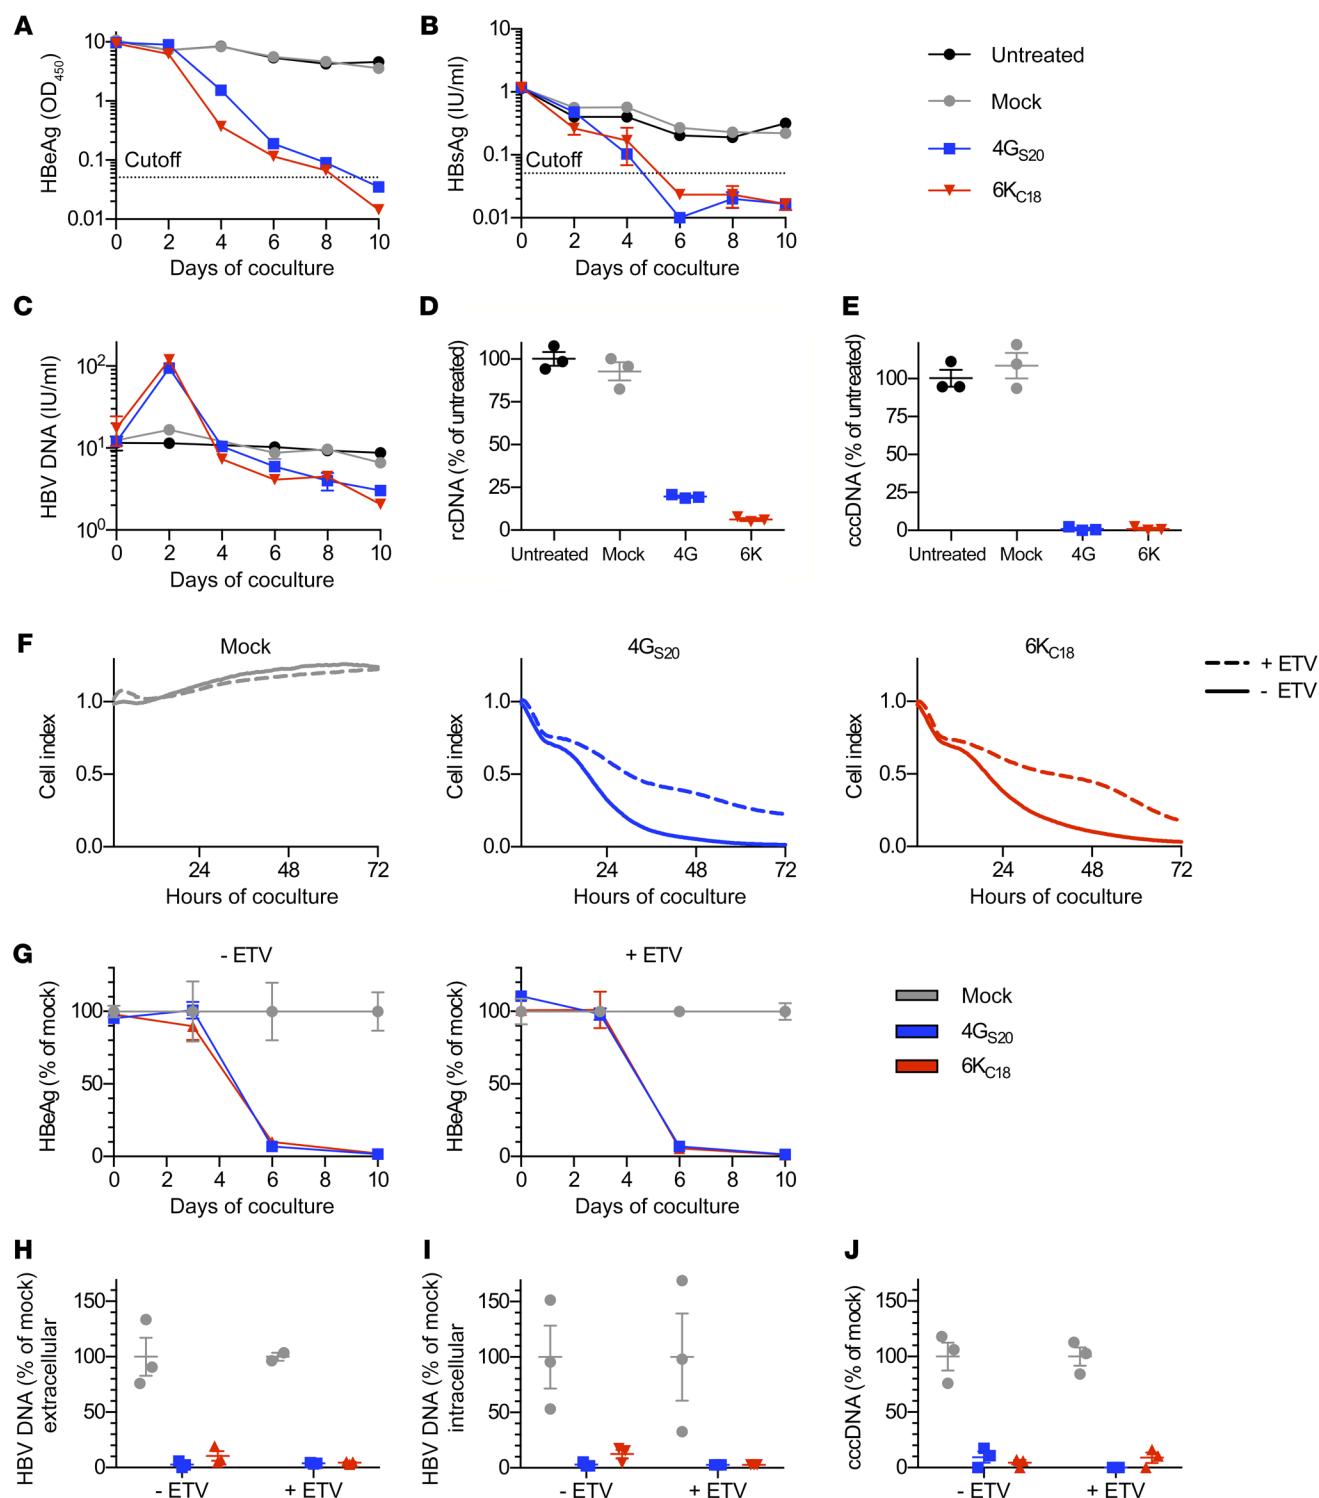 A
HBeAg (OD450)
10
1
0.1
0.01
Cutoff
0 2 4 6 8 10
Days of coculture
B
HBsAg (IU/ml)
10
1
0.1
0.01
Cutoff
0 2 4 6 8 10
Days of coculture
Untreated
Mock
4GS20
6KC18
C
HBV DNA (IU/ml)
10²
10¹
10⁰
0 2 4 6 8 10
Days of coculture
D
rcDNA (% of untreated)
100
75
50
25
0
Untreated Mock 4G 6K
E
cccDNA (% of untreated)
100
75
50
25
0
Untreated Mock 4G 6K
F
Mock
Cell index
1.0
0.5
0.0
24 48 72
Hours of coculture
4GS20
Cell index
1.0
0.5
0.0
24 48 72
Hours of coculture
6KC18
Cell index
1.0
0.5
0.0
24 48 72
Hours of coculture
+ ETV
- ETV
G
- ETV
HBeAg (% of mock)
100
50
0
0 2 4 6 8 10
Days of coculture
+ ETV
HBeAg (% of mock)
100
50
0
0 2 4 6 8 10
Days of coculture
Mock
4GS20
6KC18
H
HBV DNA (% of mock)
extracellular
150
100
50
0
- ETV + ETV
I
HBV DNA (% of mock)
intracellular
150
100
50
0
- ETV + ETV
J
cccDNA (% of mock)
150
100
50
0
- ETV + ETV